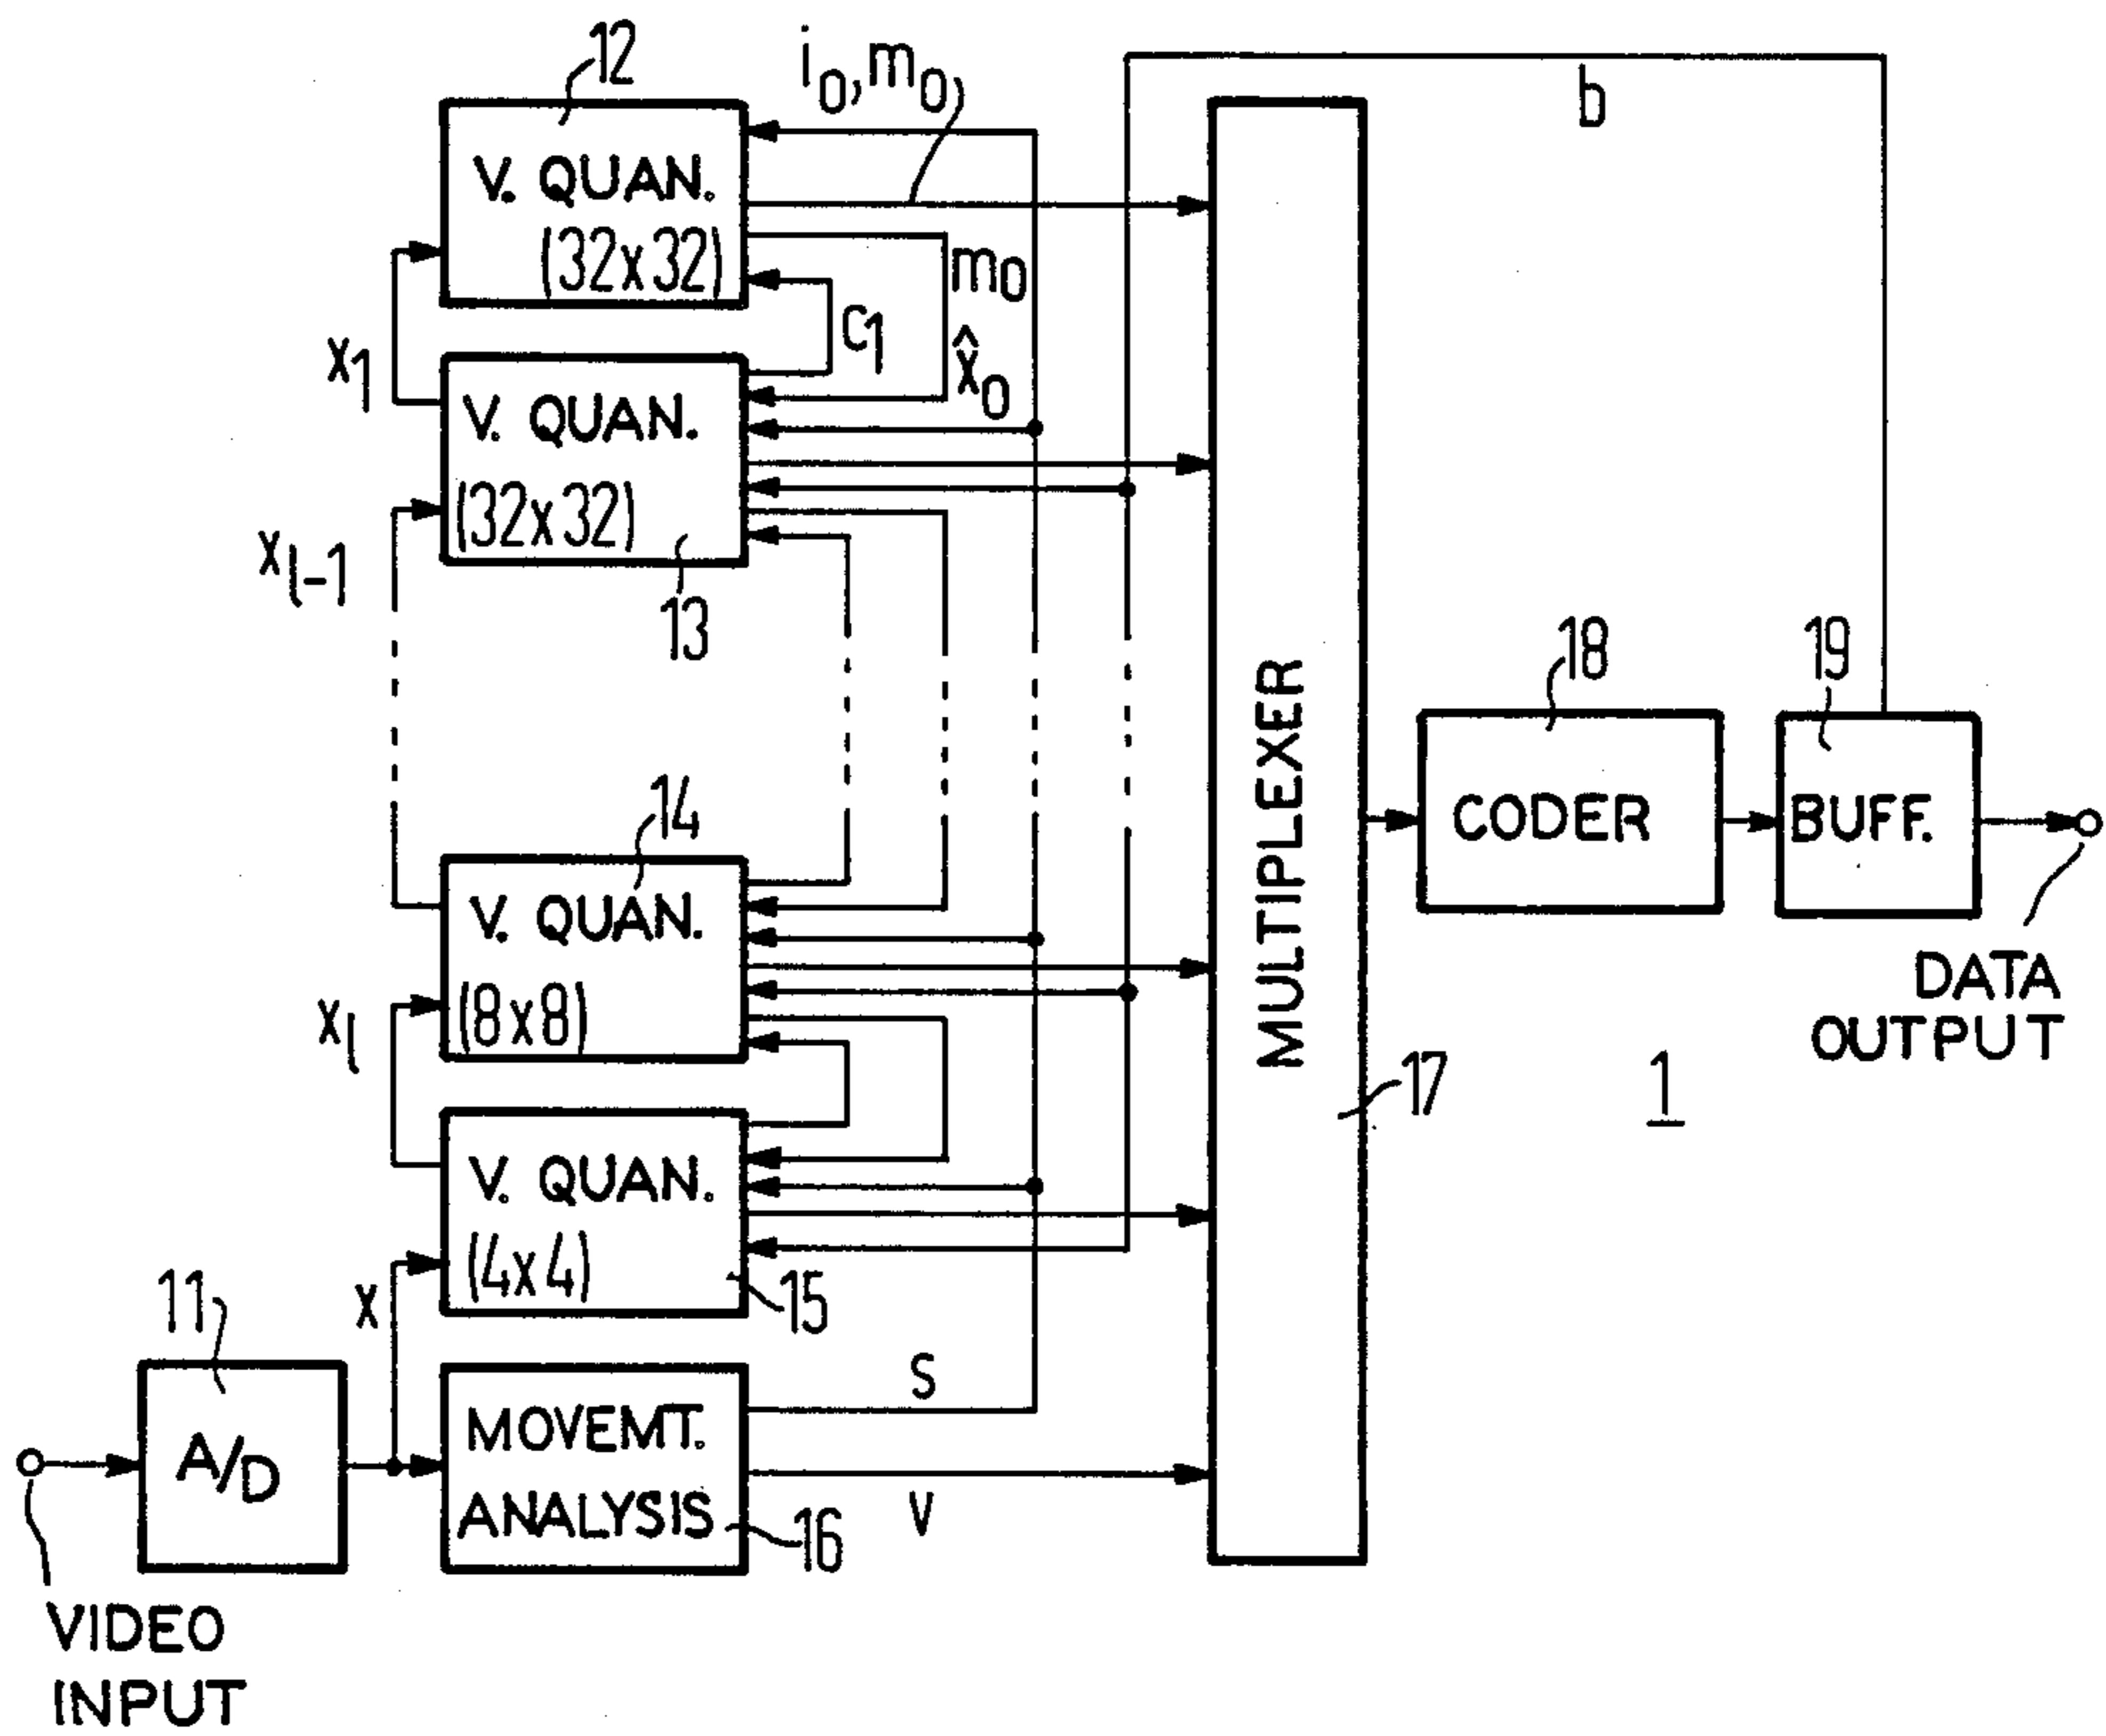 12
i0, m0,
b
V. QUAN.
(32x32)
m0
c1
x̂0
x1
V. QUAN.
(32x32)
xl-1
13
18
19
14
MULTIPLEXER
CODER
BUFF.
V. QUAN.
(8x8)
xl
DATA
OUTPUT
17
1
V. QUAN.
(4x4)
11
x
15
S
A/D
MOVEMT.
ANALYSIS
V
16
VIDEO
INPUT